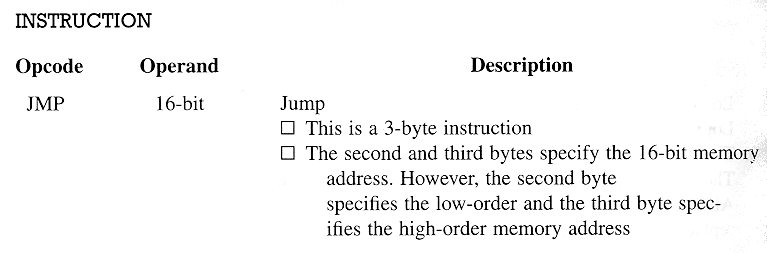 INSTRUCTION
Opcode Operand Description
JMP 16-bit Jump
□ This is a 3-byte instruction
□ The second and third bytes specify the 16-bit memory
address. However, the second byte
specifies the low-order and the third byte spec-
ifies the high-order memory address